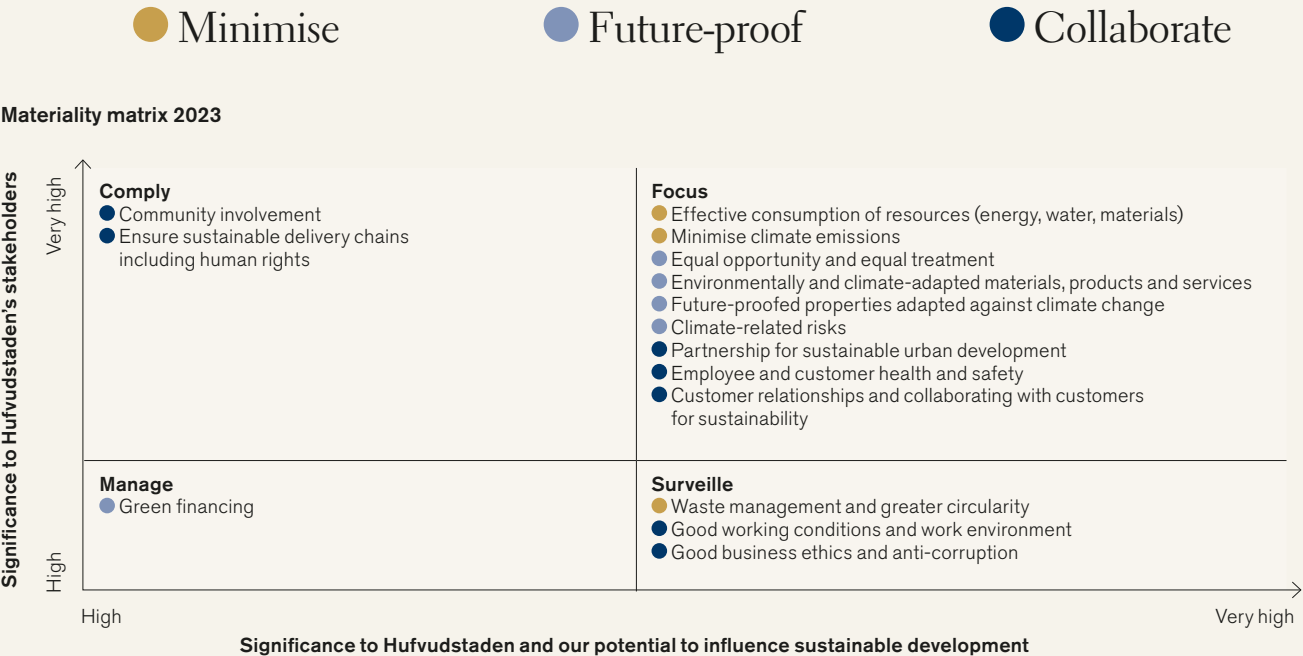 Minimise
Future-proof
Collaborate
Materiality matrix 2023
Significance to Hufvudstaden's stakeholders
Very high
High
Comply
Community involvement
Ensure sustainable delivery chains
including human rights
Focus
Effective consumption of resources (energy, water, materials)
Minimise climate emissions
Equal opportunity and equal treatment
Environmentally and climate-adapted materials, products and services
Future-proofed properties adapted against climate change
Climate-related risks
Partnership for sustainable urban development
Employee and customer health and safety
Customer relationships and collaborating with customers
for sustainability
Manage
Green financing
Surveille
Waste management and greater circularity
Good working conditions and work environment
Good business ethics and anti-corruption
High
Very high
Significance to Hufvudstaden and our potential to influence sustainable development